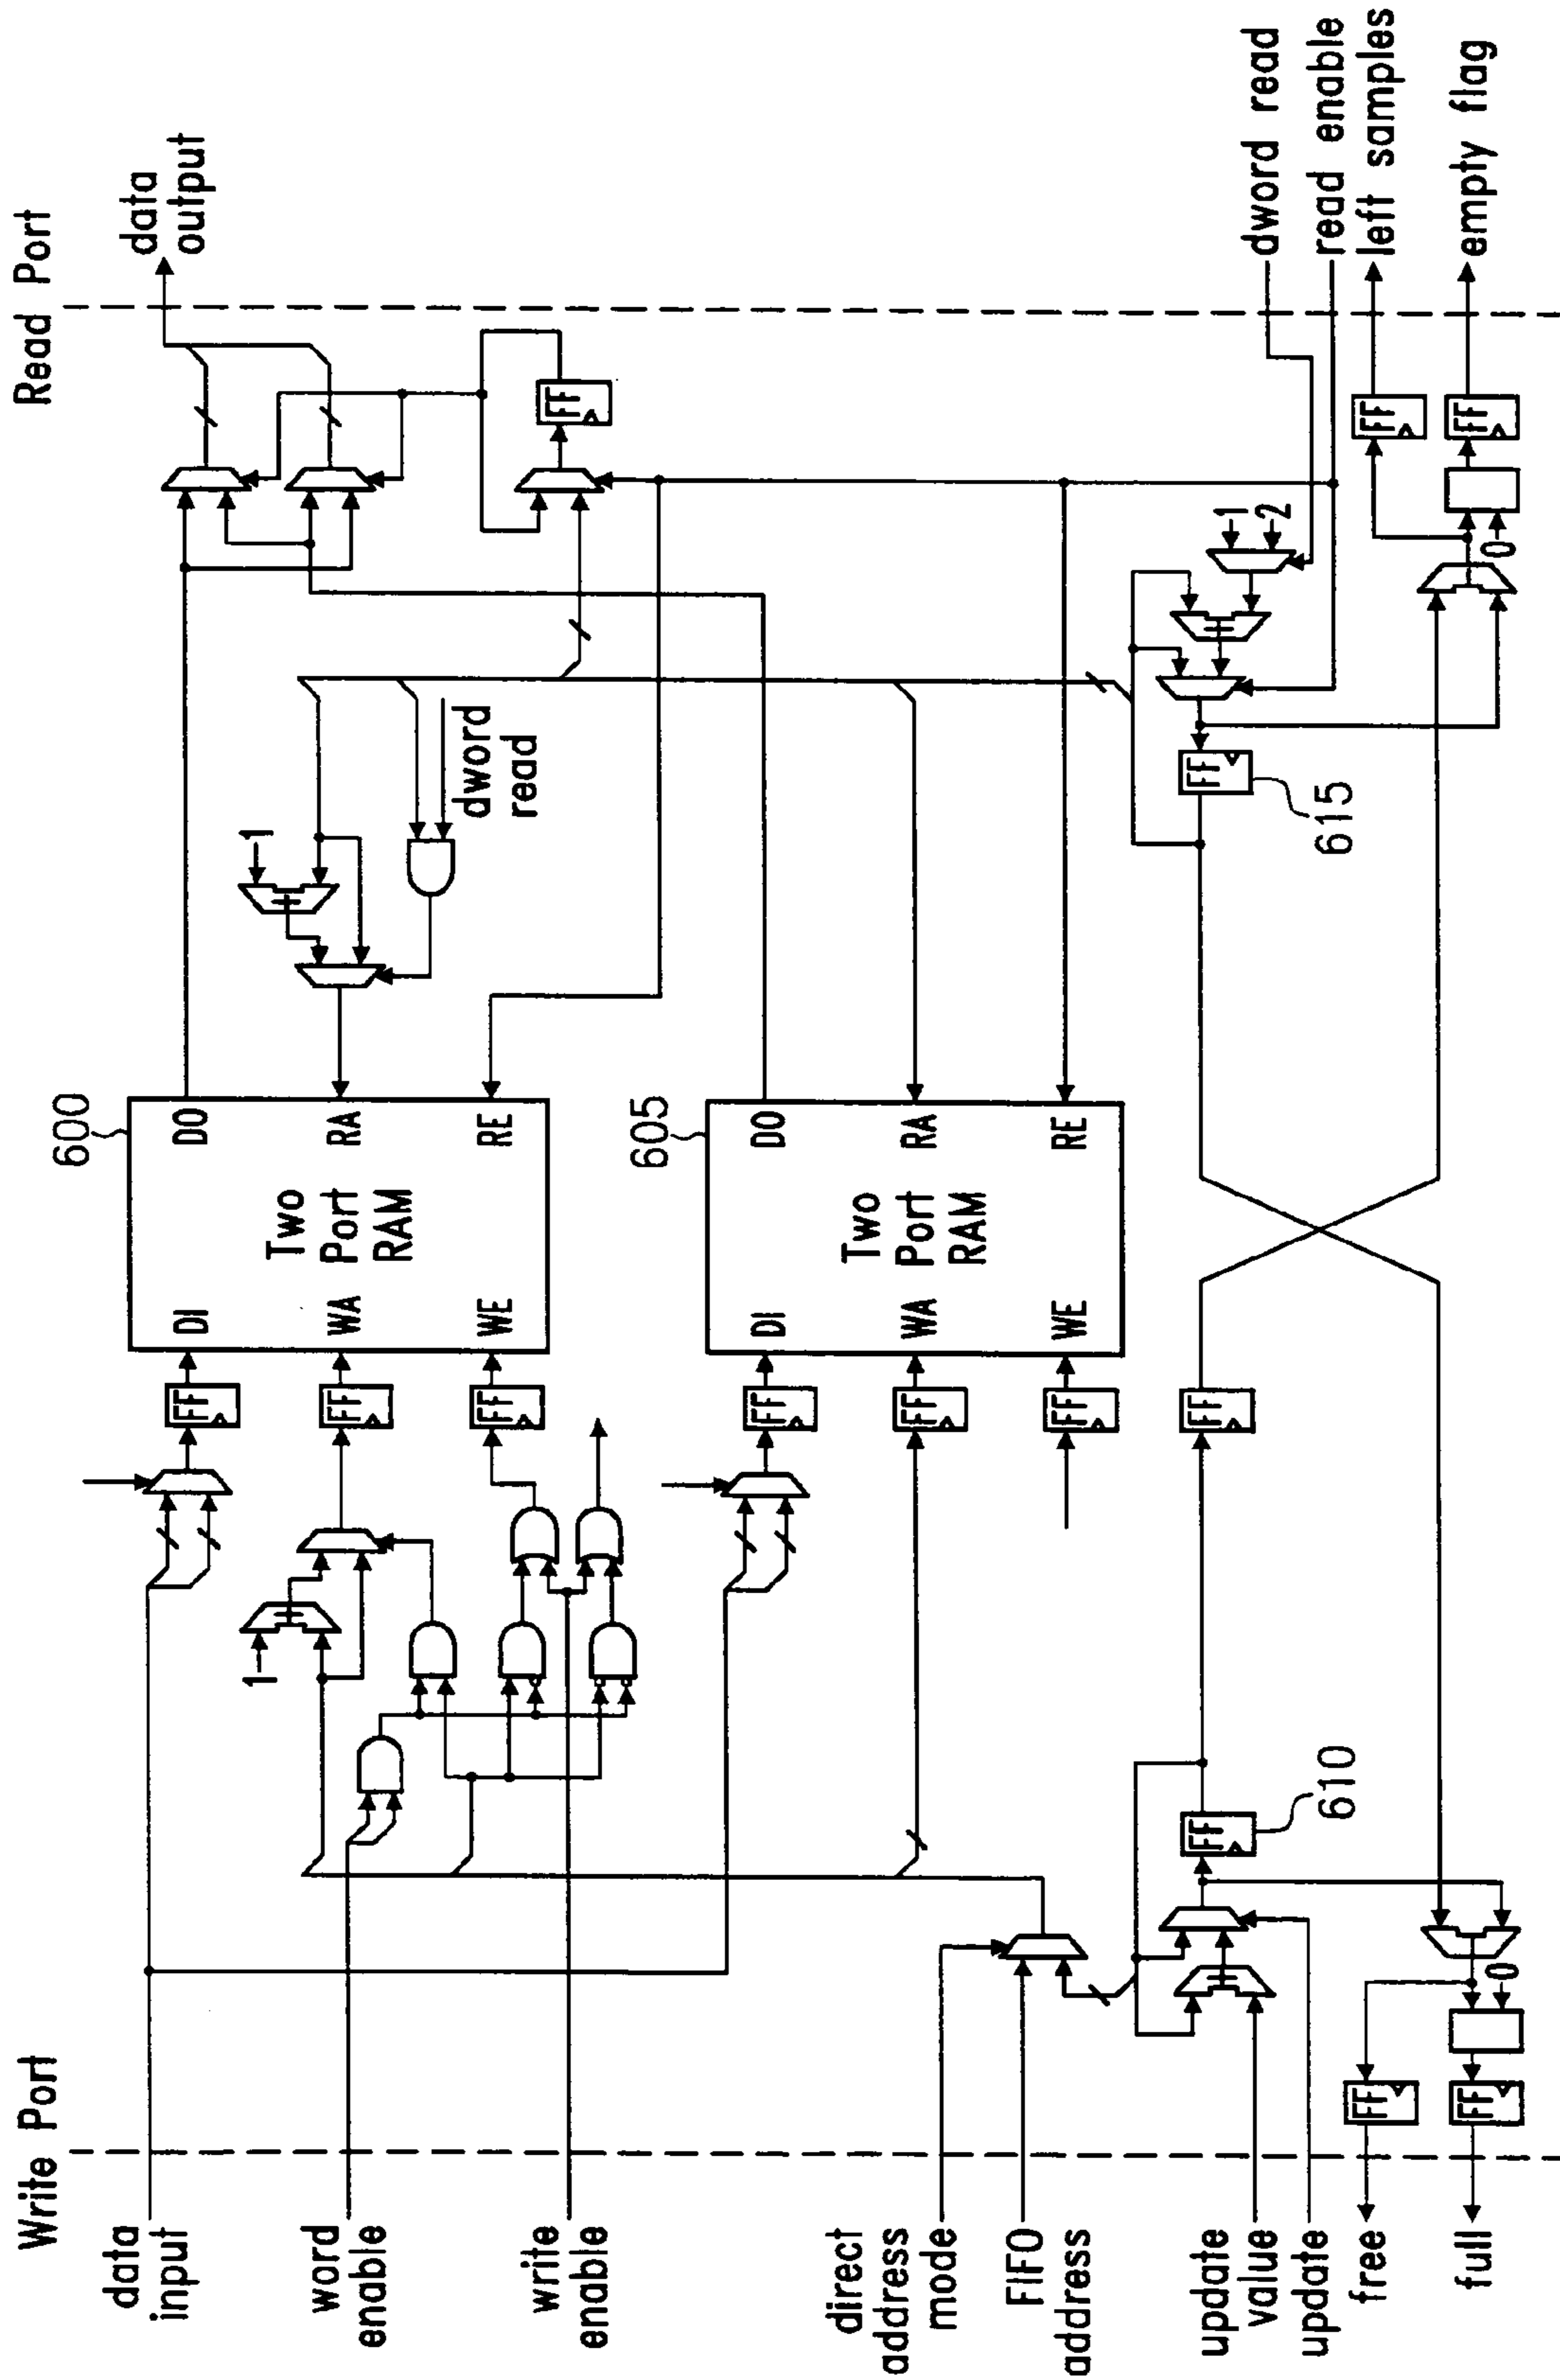 Write Port
Read Port
data
input
word
enable
write
enable
direct
address
mode
FIFO
address
update
value
update
free
full
1
FF
FF
FF
600
DI
WA
WE
Two
Port
RAM
DO
RA
RE
1
dword
read
FF
data
output
FF
FF
FF
605
DI
WA
WE
Two
Port
RAM
DO
RA
RE
FF
610
FF
FF
0
FF
615
FF
1
2
0
FF
FF
dword read
read enable
left samples
empty flag